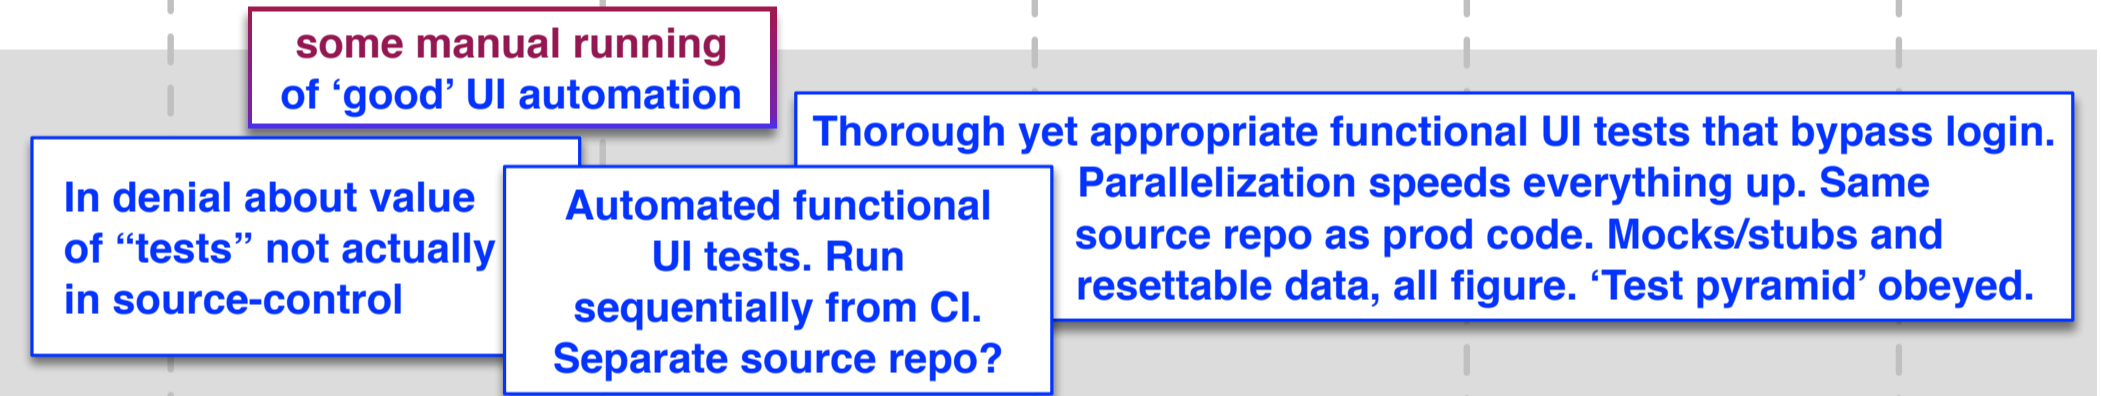 some manual running
of ‘good’ UI automation
In denial about value
of “tests” not actually
in source-control
Automated functional
UI tests. Run
sequentially from CI.
Separate source repo?
Thorough yet appropriate functional UI tests that bypass login.
Parallelization speeds everything up. Same
source repo as prod code. Mocks/stubs and
resettable data, all figure. ‘Test pyramid’ obeyed.